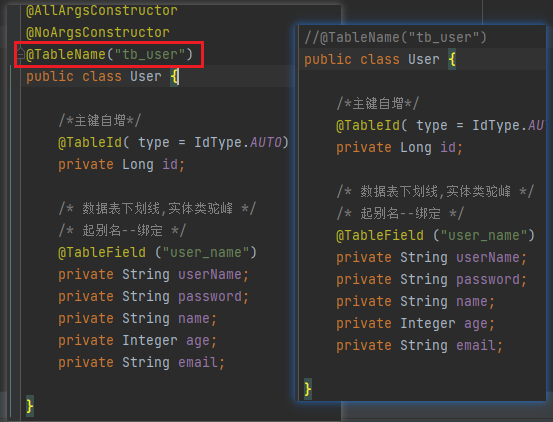 @AllArgsConstructor
@NoArgsConstructor
@TableName("tb_user")
public class User {
/*主键自增*/
@TableId( type = IdType.AUTO)
private Long id;
/* 数据表下划线,实体类驼峰 */
/* 起别名--绑定 */
@TableField ("user_name")
private String userName;
private String password;
private String name;
private Integer age;
private String email;
}
//@TableName("tb_user")
public class User {
/*主键自增*/
@TableId( type = IdType.AU
private Long id;
/* 数据表下划线,实体类驼峰 */
/* 起别名--绑定 */
@TableField ("user_name")
private String userName;
private String password;
private String name;
private Integer age;
private String email;
}